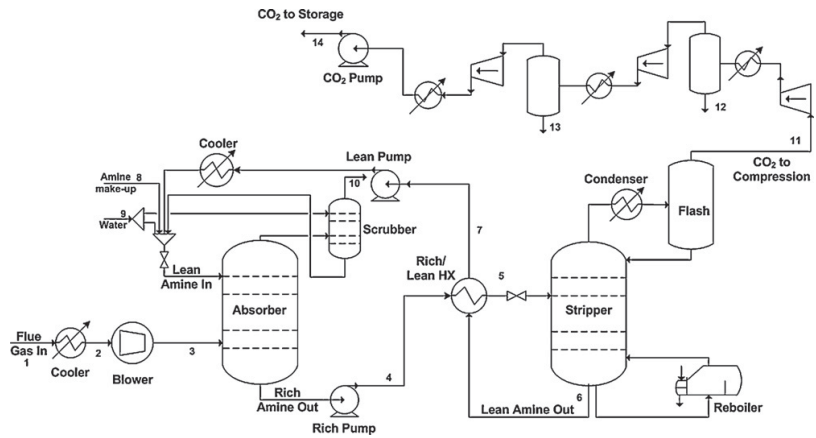 CO₂ to Storage
14
CO₂ Pump
13
12
11
CO₂ to
Compression
Cooler
Lean Pump
Amine 8
make-up
10
9
Water
Scrubber
Condenser
Flash
7
Lean
Amine In
Rich/
Lean HX
5
Absorber
Stripper
Flue
Gas In
1
2
3
Cooler
Blower
4
Rich
Amine Out
Rich Pump
6
Lean Amine Out
Reboiler